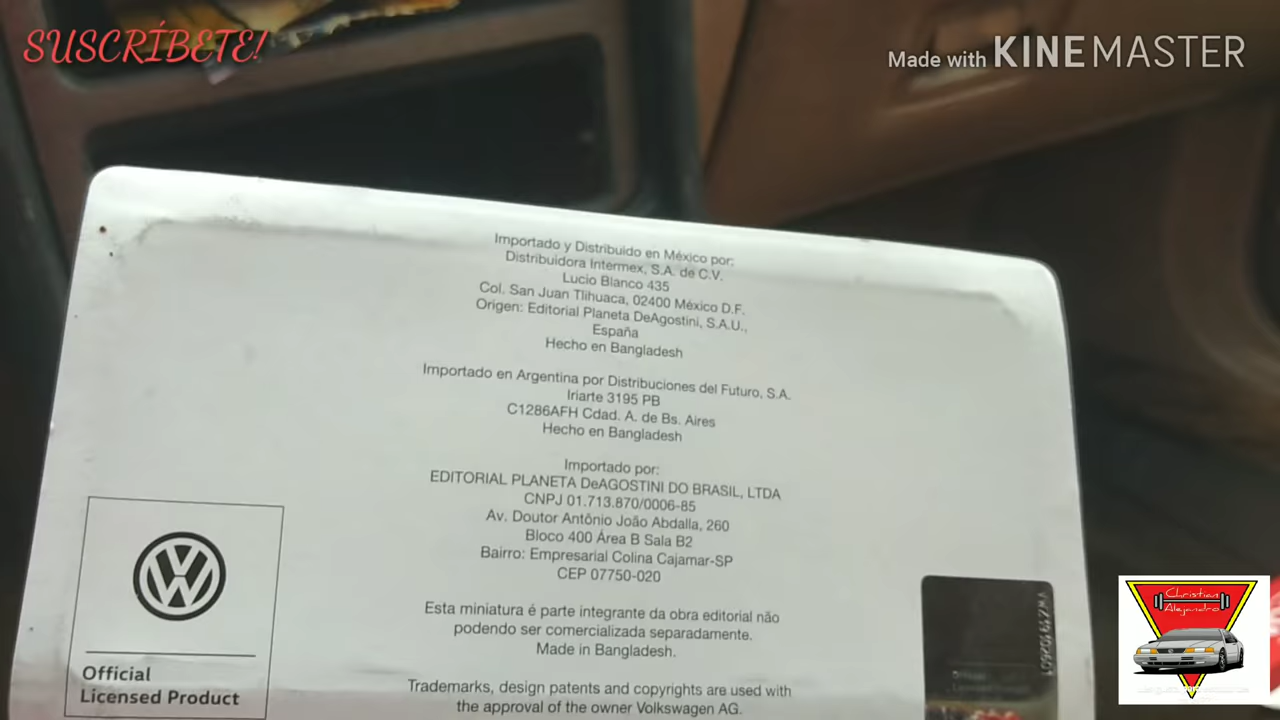 SUSCRÍBETE!
Made with KINEMASTER
Importado y Distribuido en México por:
Distribuidora Intermex, S.A. de C.V.
Lucio Blanco 435
Col. San Juan Tlihuaca, 02400 México D.F.
Origen: Editorial Planeta DeAgostini, S.A.U.,
España
Hecho en Bangladesh
Importado en Argentina por Distribuciones del Futuro, S.A.
Iriarte 3195 PB
C1286AFH Cdad. A. de Bs. Aires
Hecho en Bangladesh
Importado por:
EDITORIAL PLANETA DeAGOSTINI DO BRASIL, LTDA
CNPJ 01.713.870/0006-85
Av. Doutor Antônio João Abdalla, 260
Bloco 400 Área B Sala B2
Bairro: Empresarial Colina Cajamar-SP
CEP 07750-020
Esta miniatura é parte integrante da obra editorial não
podendo ser comercializada separadamente.
Made in Bangladesh.
Trademarks, design patents and copyrights are used with
the approval of the owner Volkswagen AG.
Official
Licensed Product
Christian
Alejandro